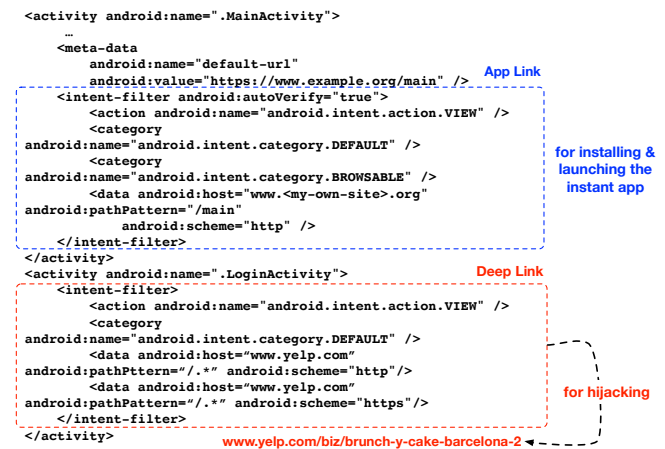 <activity android:name=".MainActivity">
…
<meta-data
android:name="default-url"
android:value="https://www.example.org/main" />
App Link
<intent-filter android:autoVerify="true">
<action android:name="android.intent.action.VIEW" />
<category
android:name="android.intent.category.DEFAULT" />
<category
android:name="android.intent.category.BROWSABLE" />
<data android:host="www.<my-own-site>.org"
android:pathPattern="/main"
android:scheme="http" />
</intent-filter>
for installing &
launching the
instant app
</activity>
<activity android:name=".LoginActivity">
Deep Link
<intent-filter>
<action android:name="android.intent.action.VIEW" />
<category
android:name="android.intent.category.DEFAULT" />
<data android:host=“www.yelp.com”
android:pathPttern=“/.*” android:scheme="http"/>
<data android:host=“www.yelp.com”
android:pathPattern=“/.*” android:scheme="https"/>
</intent-filter>
for hijacking
</activity>
www.yelp.com/biz/brunch-y-cake-barcelona-2